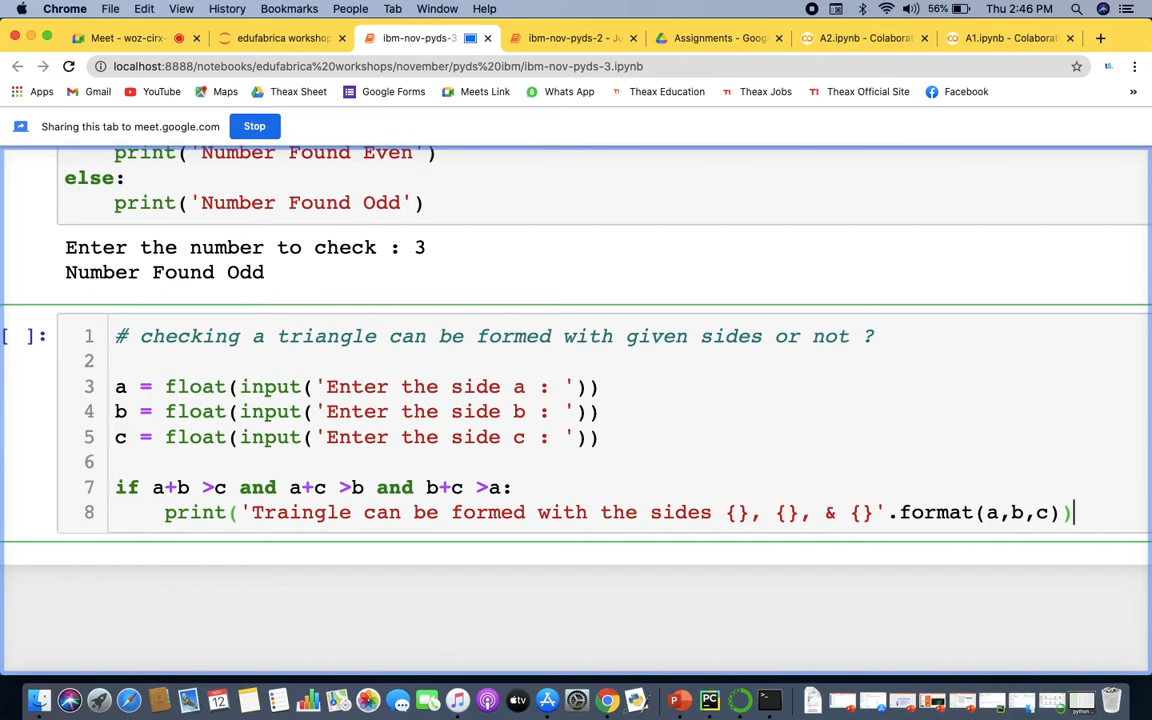 Chrome File Edit View History Bookmarks People Tab Window Help 56% Thu 2:46 PM
Meet - woz-cirx- edufabrica workshop ibm-nov-pyds-3 ibm-nov-pyds-2 - Ju Assignments - Goog A2.ipynb - Colaborat A1.ipynb - Colaborato
localhost:8888/notebooks/edufabrica%20workshops/november/pyds%20ibm/ibm-nov-pyds-3.ipynb
Apps Gmail YouTube Maps Theax Sheet Google Forms Meets Link Whats App Theax Education Theax Jobs Theax Official Site Facebook »
Sharing this tab to meet.google.com Stop
print('Number Found Even')
else:
print('Number Found Odd')
Enter the number to check : 3
Number Found Odd
[ ]: 1 # checking a triangle can be formed with given sides or not ?
2
3 a = float(input('Enter the side a : '))
4 b = float(input('Enter the side b : '))
5 c = float(input('Enter the side c : '))
6
7 if a+b >c and a+c >b and b+c >a:
8 print('Traingle can be formed with the sides {}, {}, & {}'.format(a,b,c))